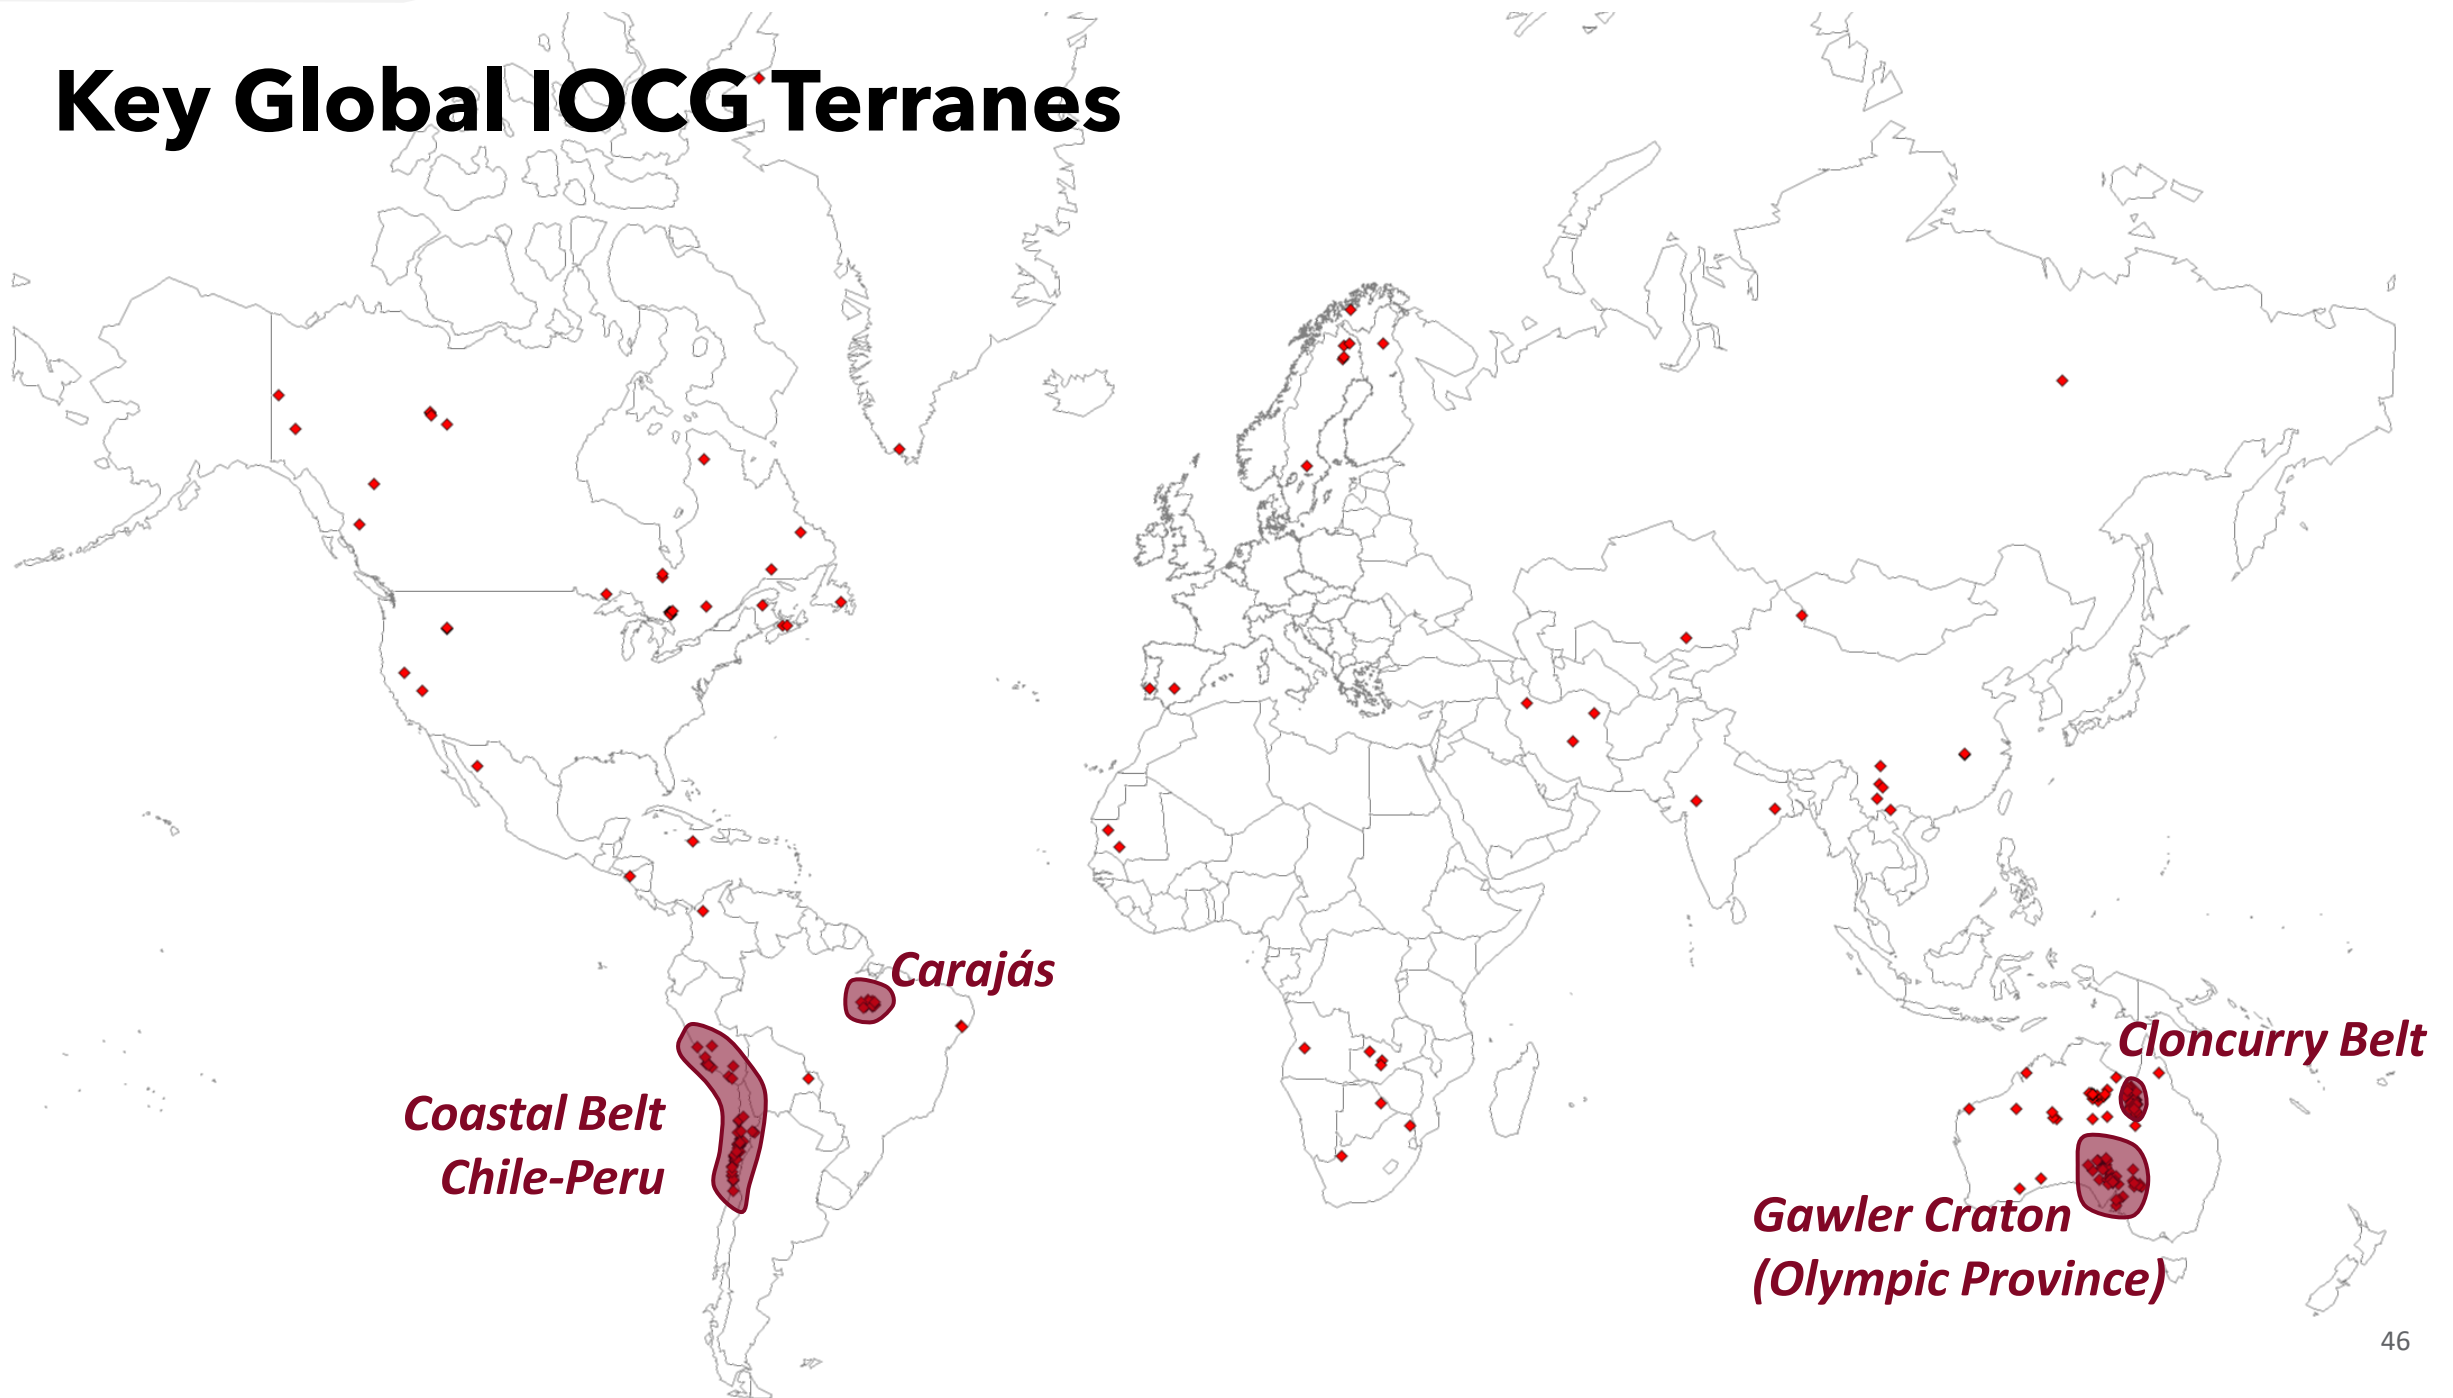 Key Global IOCG Terranes
Carajás
Cloncurry Belt
Coastal Belt
Chile-Peru
Gawler Craton
(Olympic Province)
46